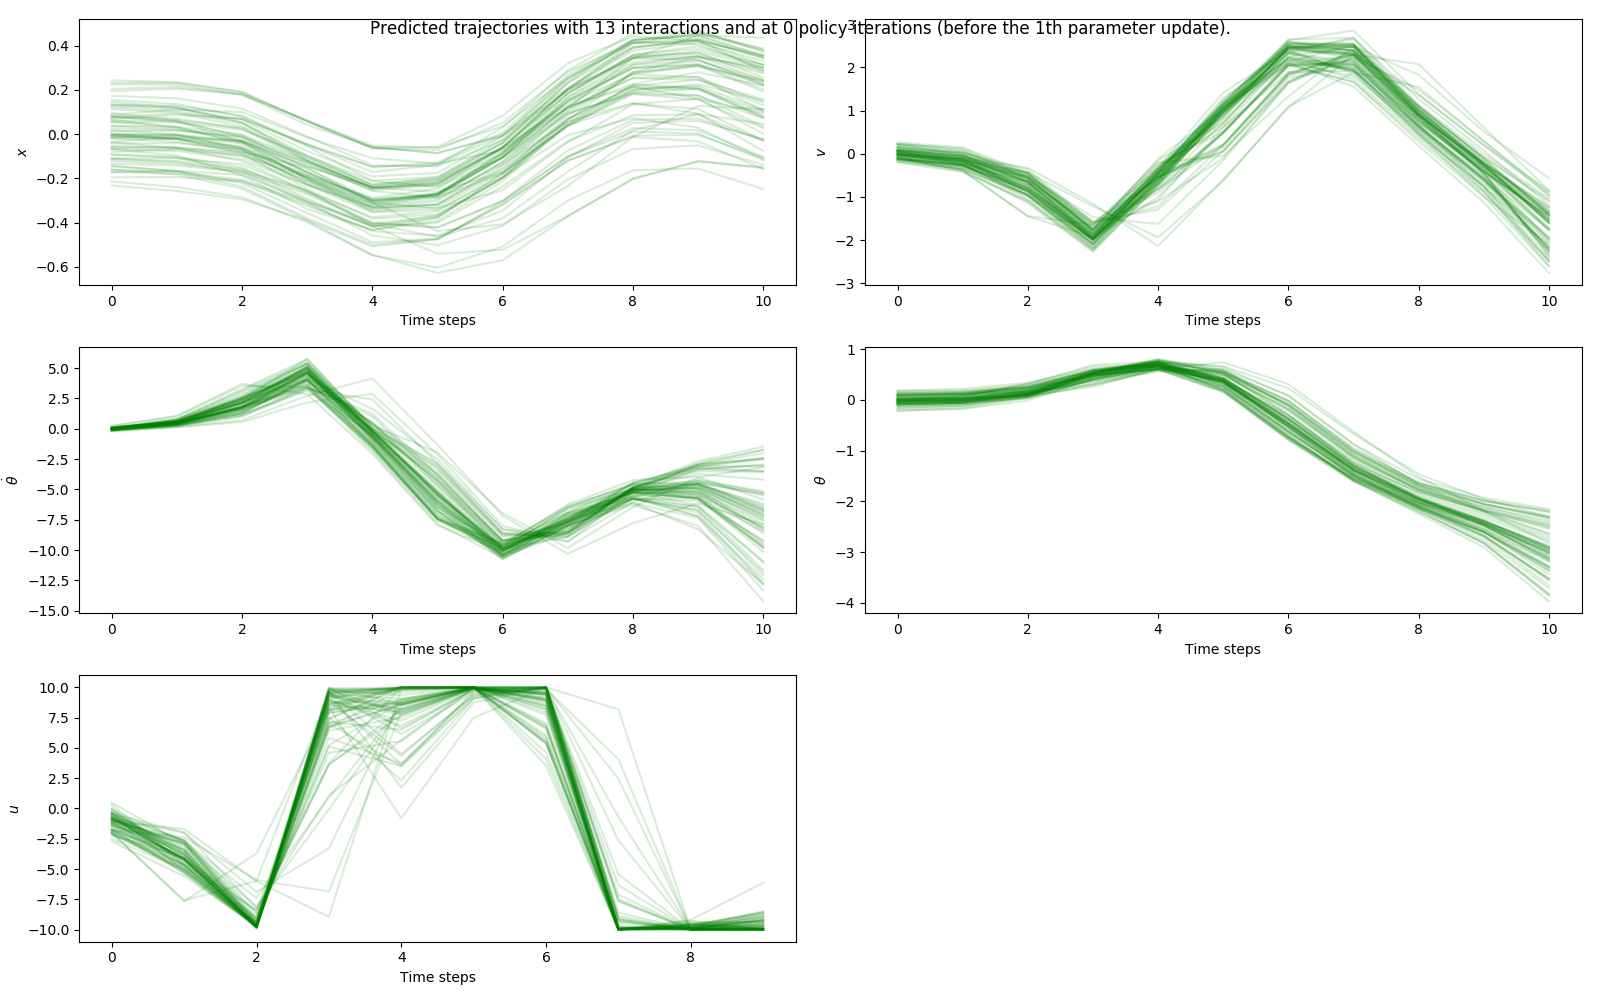 Predicted trajectories with 13 interactions and at 0 policy iterations (before the 1th parameter update).
0.4
0.2
0.0
−0.2
−0.4
−0.6
x
0 2 4 6 8 10
Time steps
3
2
1
0
−1
−2
−3
v
0 2 4 6 8 10
Time steps
5.0
2.5
0.0
−2.5
−5.0
−7.5
−10.0
−12.5
−15.0
θ̇
0 2 4 6 8 10
Time steps
1
0
−1
−2
−3
−4
θ
0 2 4 6 8 10
Time steps
10.0
7.5
5.0
2.5
0.0
−2.5
−5.0
−7.5
−10.0
u
0 2 4 6 8
Time steps